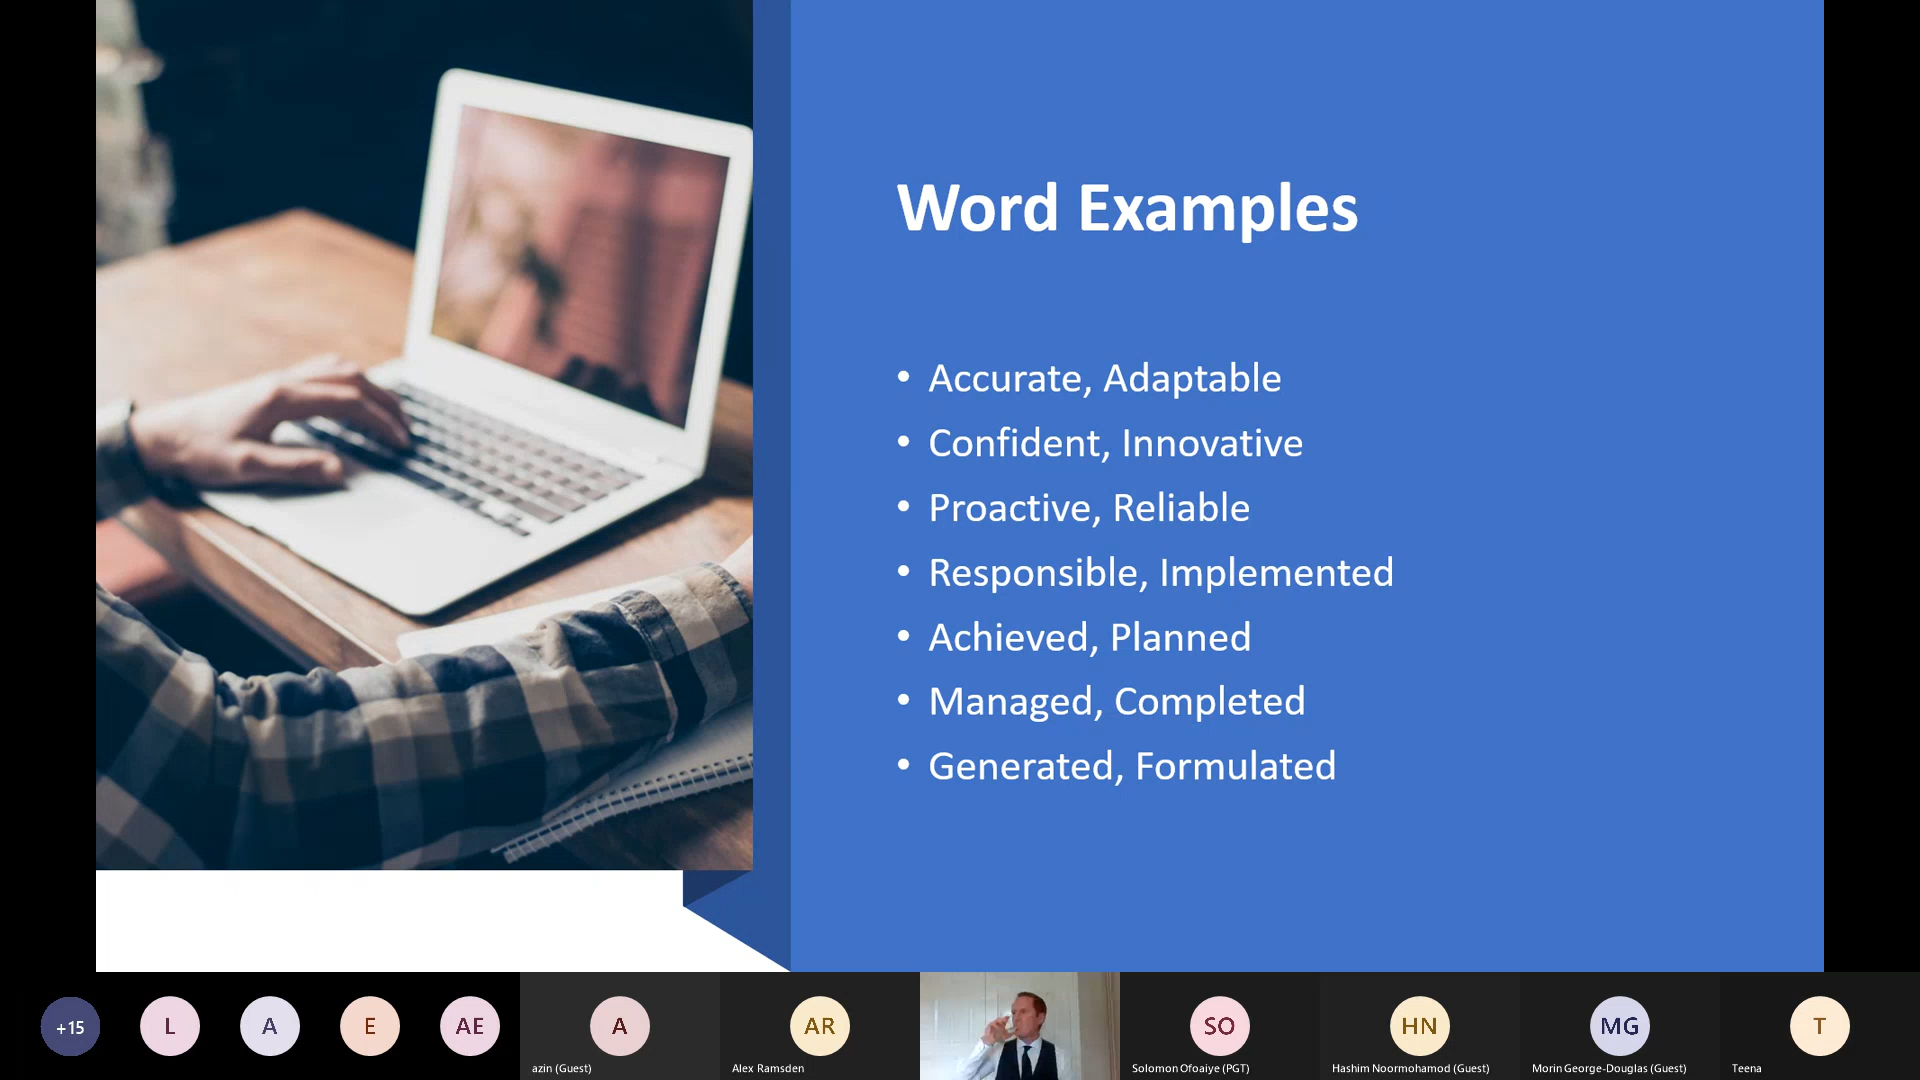 Word Examples
• Accurate, Adaptable
• Confident, Innovative
• Proactive, Reliable
• Responsible, Implemented
• Achieved, Planned
• Managed, Completed
• Generated, Formulated
+15
L
A
E
AE
A
AR
SO
HN
MG
T
azin (Guest)
Alex Ramsden
Solomon Ofoaiye (PGT)
Hashim Noormohamod (Guest)
Morin George-Douglas (Guest)
Teena